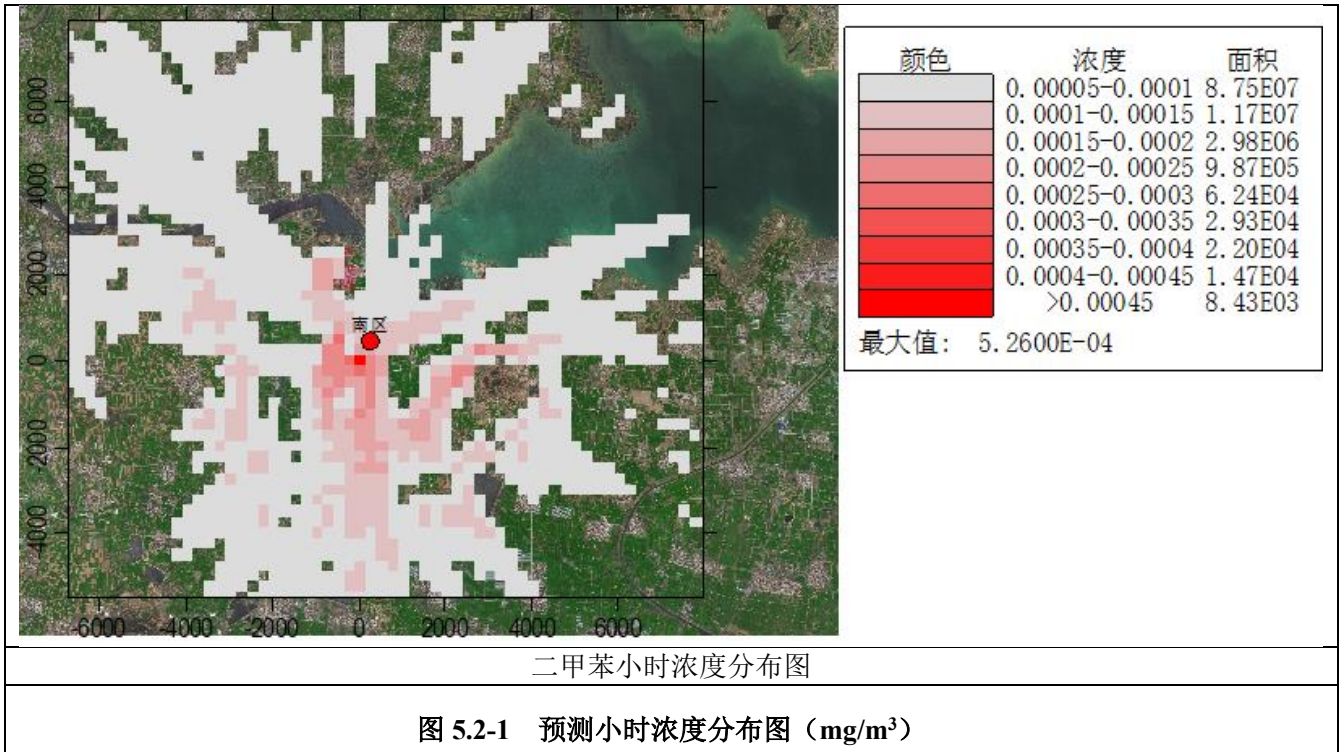 颜色 浓度 面积
0.00005-0.0001 8.75E07
0.0001-0.00015 1.17E07
0.00015-0.0002 2.98E06
0.0002-0.00025 9.87E05
0.00025-0.0003 6.24E04
0.0003-0.00035 2.93E04
0.00035-0.0004 2.20E04
0.0004-0.00045 1.47E04
>0.00045 8.43E03
最大值: 5.2600E-04
6000
4000
2000
南区
0
-2000
-4000
-6000 -4000 -2000 0 2000 4000 6000
二甲苯小时浓度分布图
图 5.2-1 预测小时浓度分布图（mg/m³）